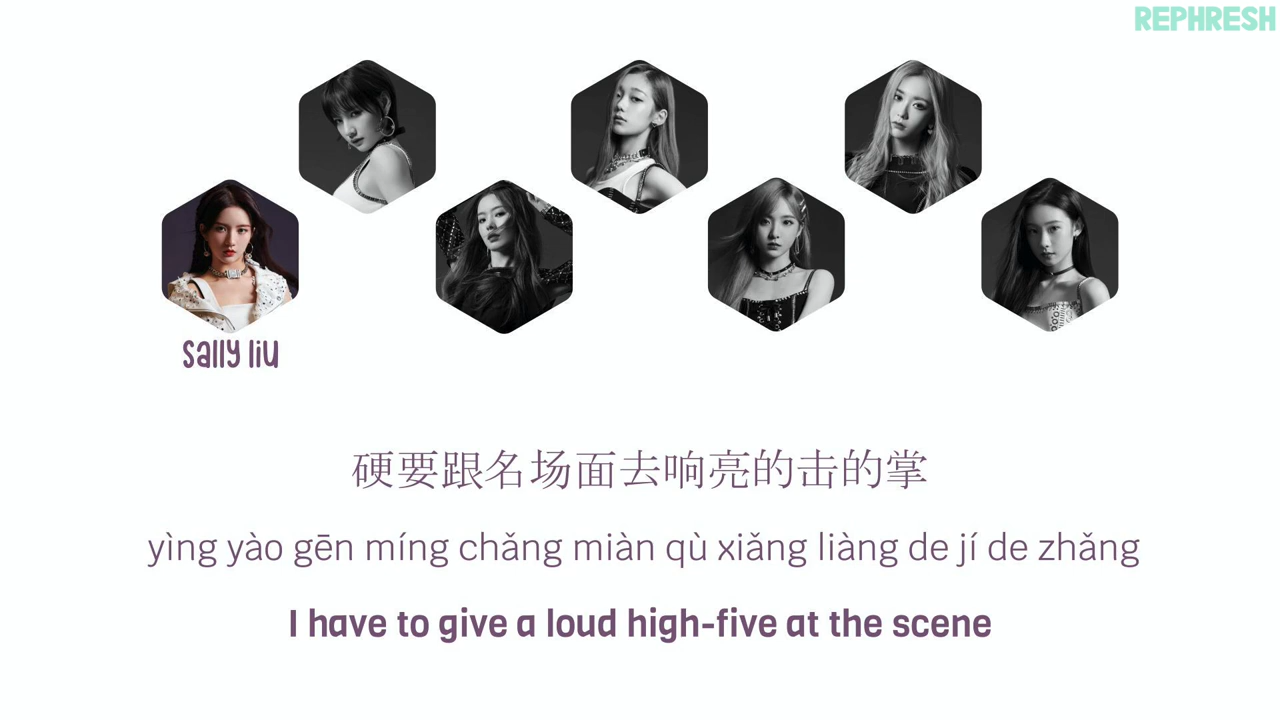 REPHRESH
sally liu
硬要跟名场面去响亮的击的掌
yìng yào gēn míng chǎng miàn qù xiǎng liàng de jí de zhǎng
I have to give a loud high-five at the scene